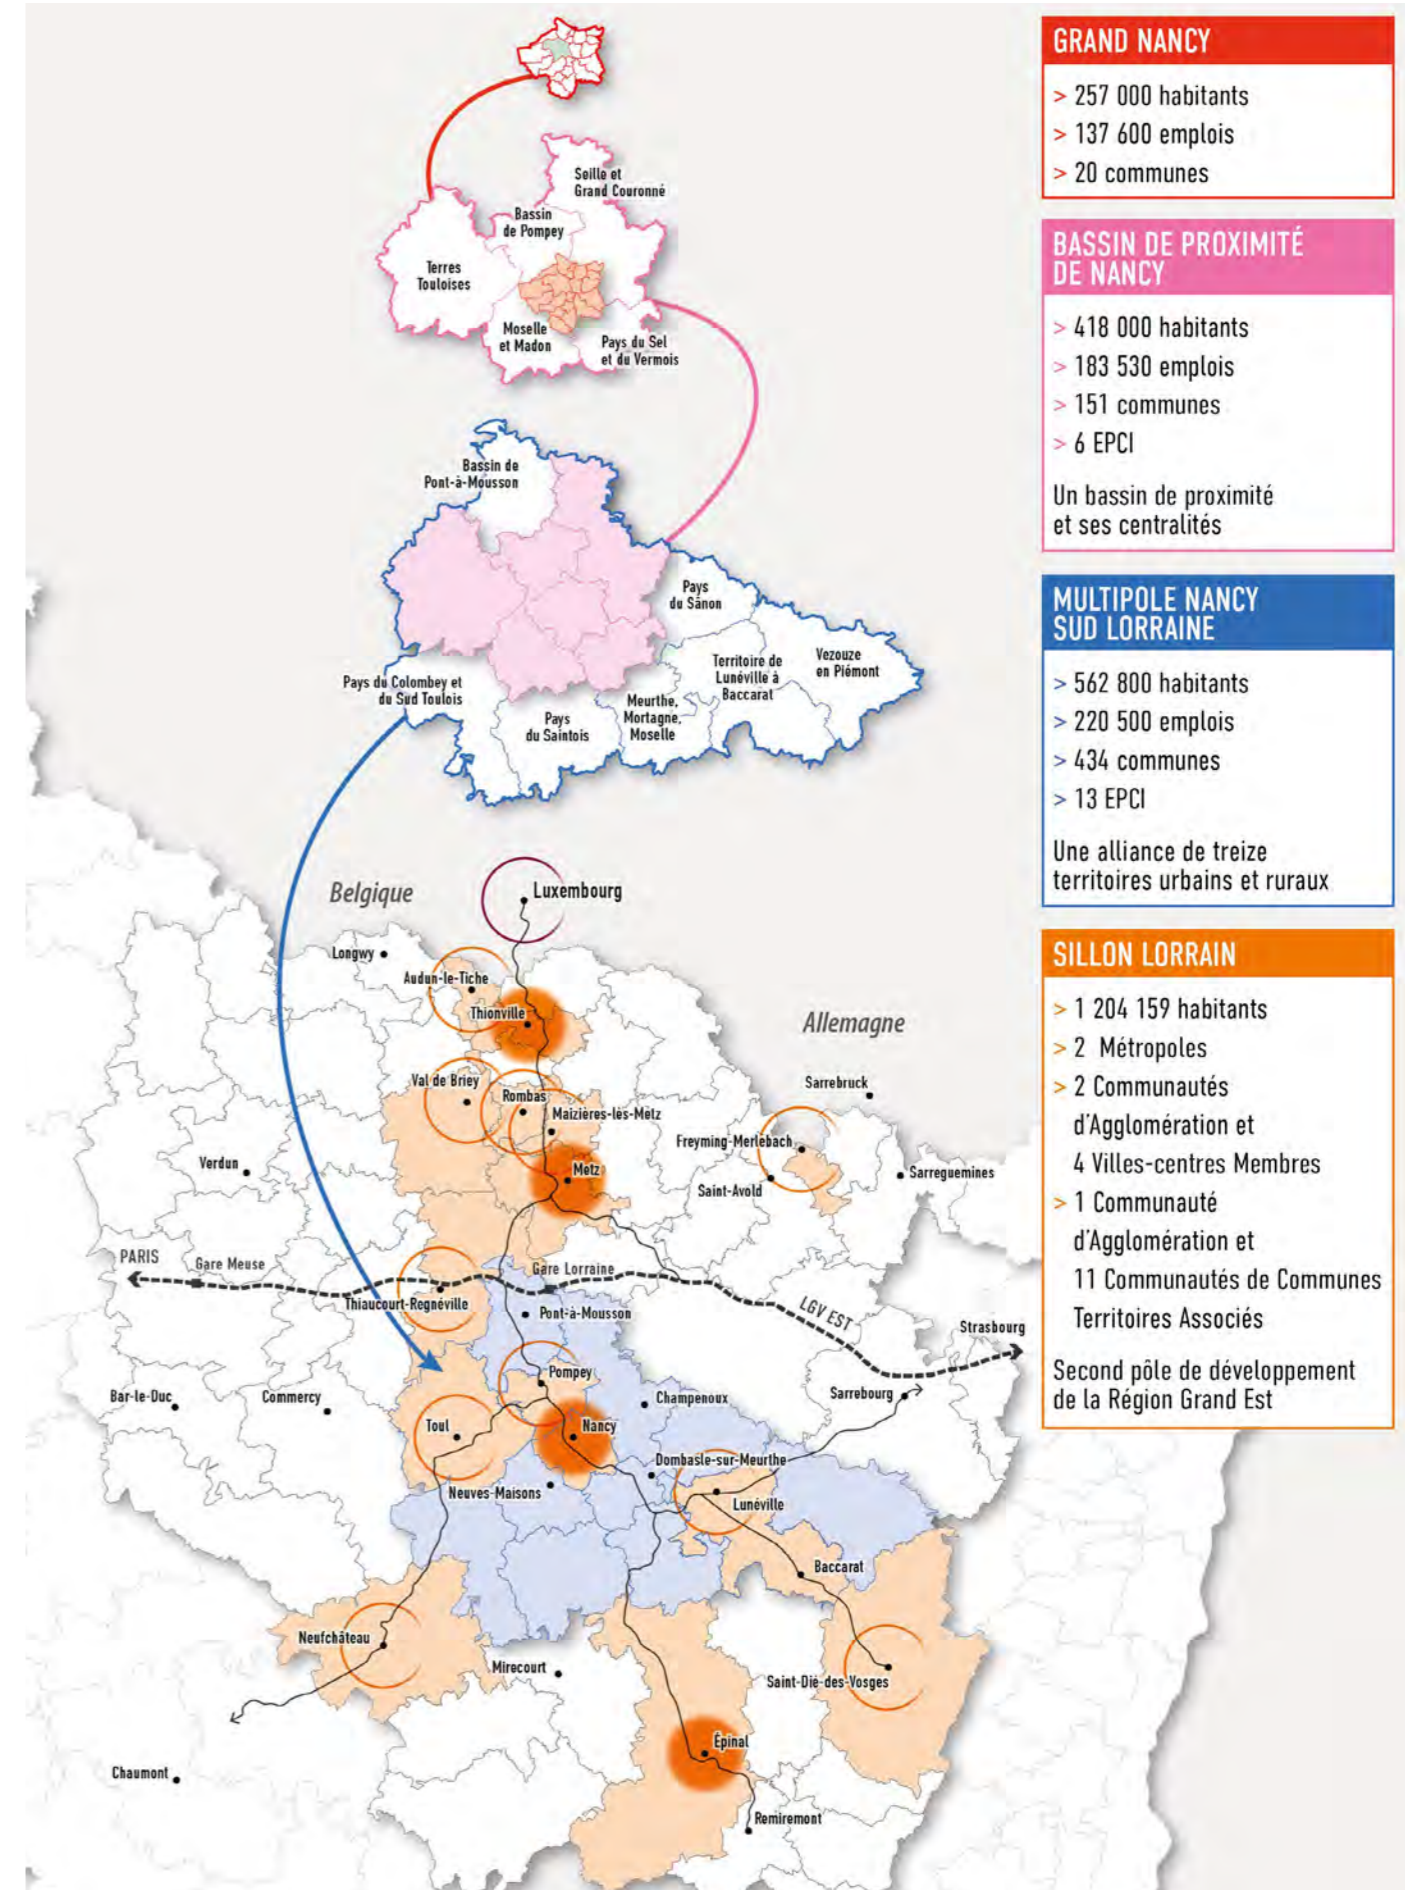 GRAND NANCY
> 257 000 habitants
> 137 600 emplois
> 20 communes
BASSIN DE PROXIMITÉ
DE NANCY
> 418 000 habitants
> 183 530 emplois
> 151 communes
> 6 EPCI
Un bassin de proximité
et ses centralités
MULTIPOLE NANCY
SUD LORRAINE
> 562 800 habitants
> 220 500 emplois
> 434 communes
> 13 EPCI
Une alliance de treize
territoires urbains et ruraux
SILLON LORRAIN
> 1 204 159 habitants
> 2 Métropoles
> 2 Communautés
d'Agglomération et
4 Villes-centres Membres
> 1 Communauté
d'Agglomération et
11 Communautés de Communes
Territoires Associés
Second pôle de développement
de la Région Grand Est
Seille et
Grand Couronné
Bassin
de Pompey
Terres
Touloises
Moselle
et Madon
Pays du Sel
et du Vermois
Bassin de
Pont-à-Mousson
Pays
du Sânon
Territoire de
Lunéville à
Baccarat
Vezouze
en Piémont
Pays du Colombey et
du Sud Toulois
Pays
du Saintois
Meurthe,
Mortagne,
Moselle
Belgique
Luxembourg
Longwy
Audun-le-Tiche
Thionville
Allemagne
Val de Briey
Rombas
Maizières-lès-Metz
Sarrebruck
Freyming-Merlebach
Verdun
Metz
Saint-Avold
Sarreguemines
PARIS
Gare Meuse
Gare Lorraine
Thiaucourt-Regnéville
Pont-à-Mousson
LGV EST
Strasbourg
Pompey
Bar-le-Duc
Commercy
Champenoux
Sarrebourg
Toul
Nancy
Dombasle-sur-Meurthe
Neuves-Maisons
Lunéville
Baccarat
Neufchâteau
Mirecourt
Saint-Dié-des-Vosges
Épinal
Chaumont
Remiremont